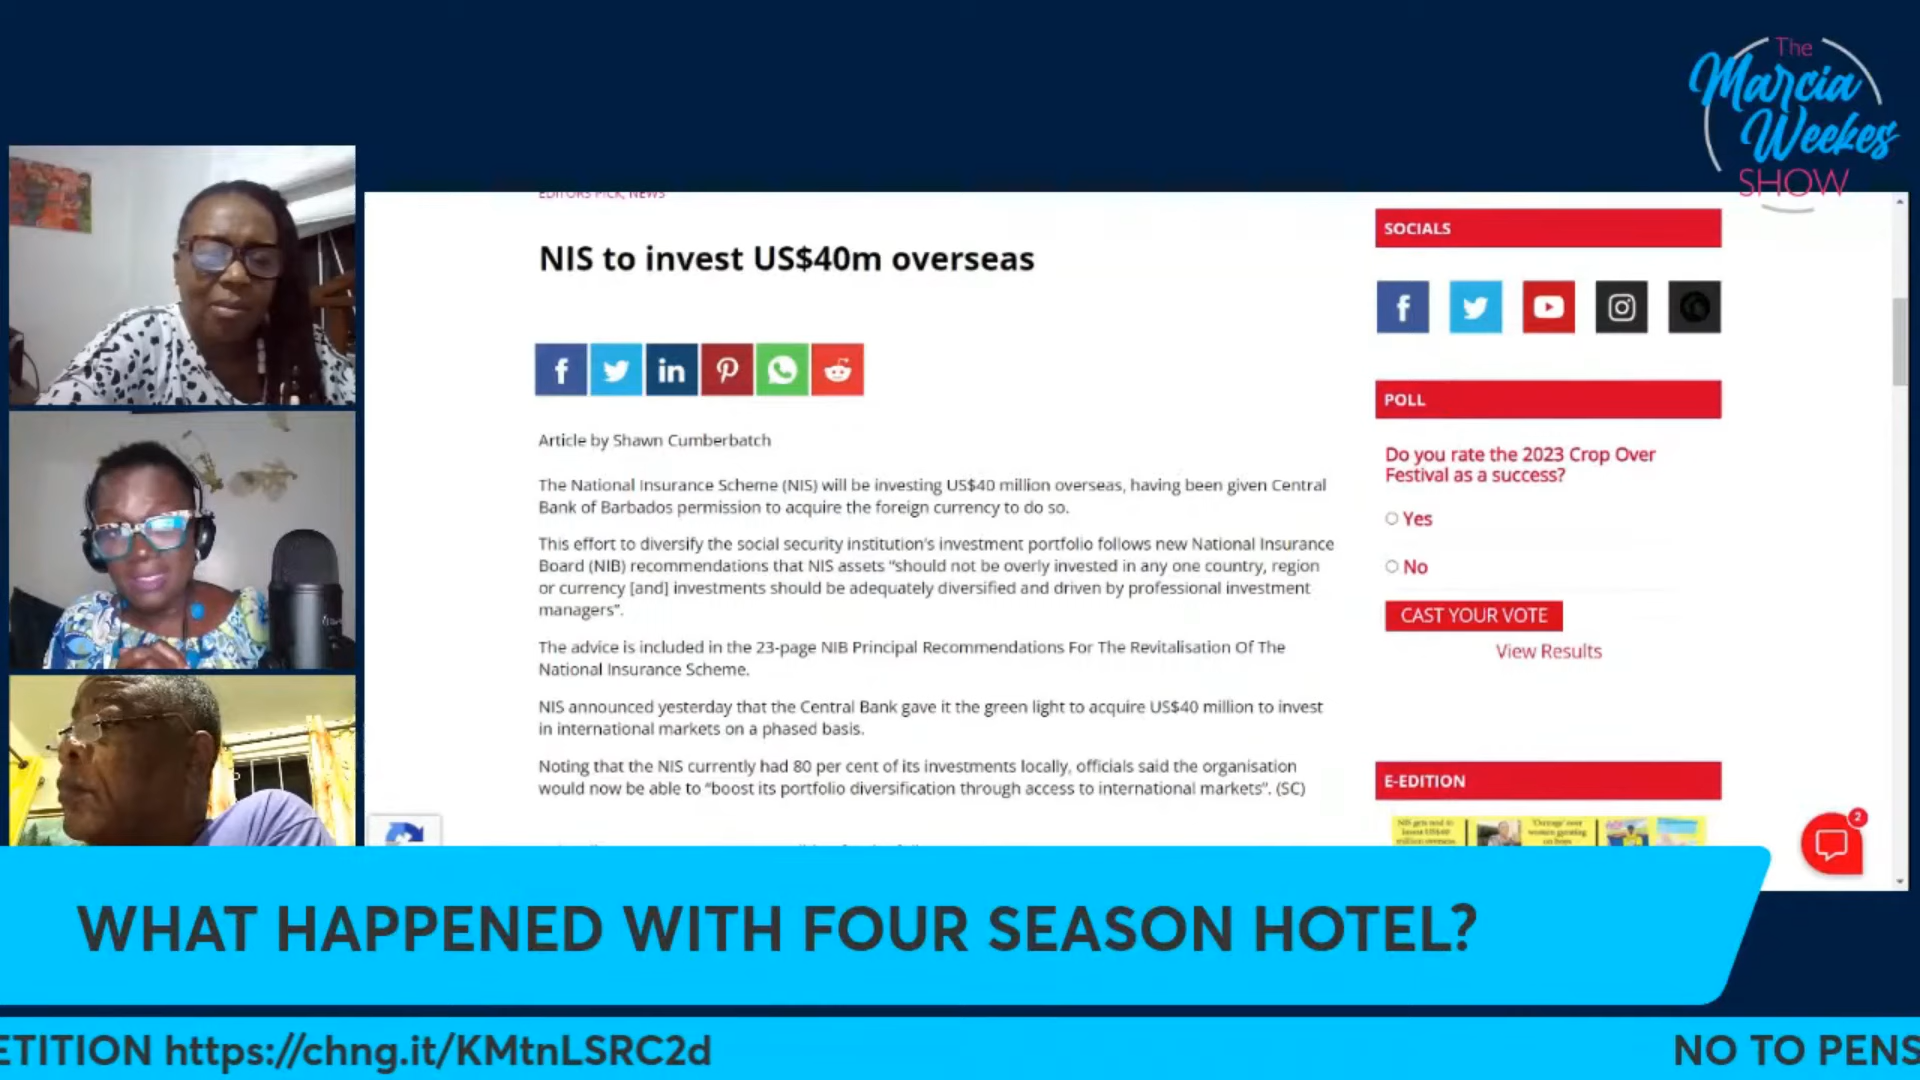 The
Marcia
Weekes
SHOW
EDITORS PICK, NEWS
NIS to invest US$40m overseas
Article by Shawn Cumberbatch
The National Insurance Scheme (NIS) will be investing US$40 million overseas, having been given Central
Bank of Barbados permission to acquire the foreign currency to do so.
This effort to diversify the social security institution's investment portfolio follows new National Insurance
Board (NIB) recommendations that NIS assets "should not be overly invested in any one country, region
or currency [and] investments should be adequately diversified and driven by professional investment
managers".
The advice is included in the 23-page NIB Principal Recommendations For The Revitalisation Of The
National Insurance Scheme.
NIS announced yesterday that the Central Bank gave it the green light to acquire US$40 million to invest
in international markets on a phased basis.
Noting that the NIS currently had 80 per cent of its investments locally, officials said the organisation
would now be able to "boost its portfolio diversification through access to international markets". (SC)
SOCIALS
POLL
Do you rate the 2023 Crop Over
Festival as a success?
Yes
No
CAST YOUR VOTE
View Results
E-EDITION
2
WHAT HAPPENED WITH FOUR SEASON HOTEL?
ETITION https://chng.it/KMtnLSRC2d
NO TO PENS